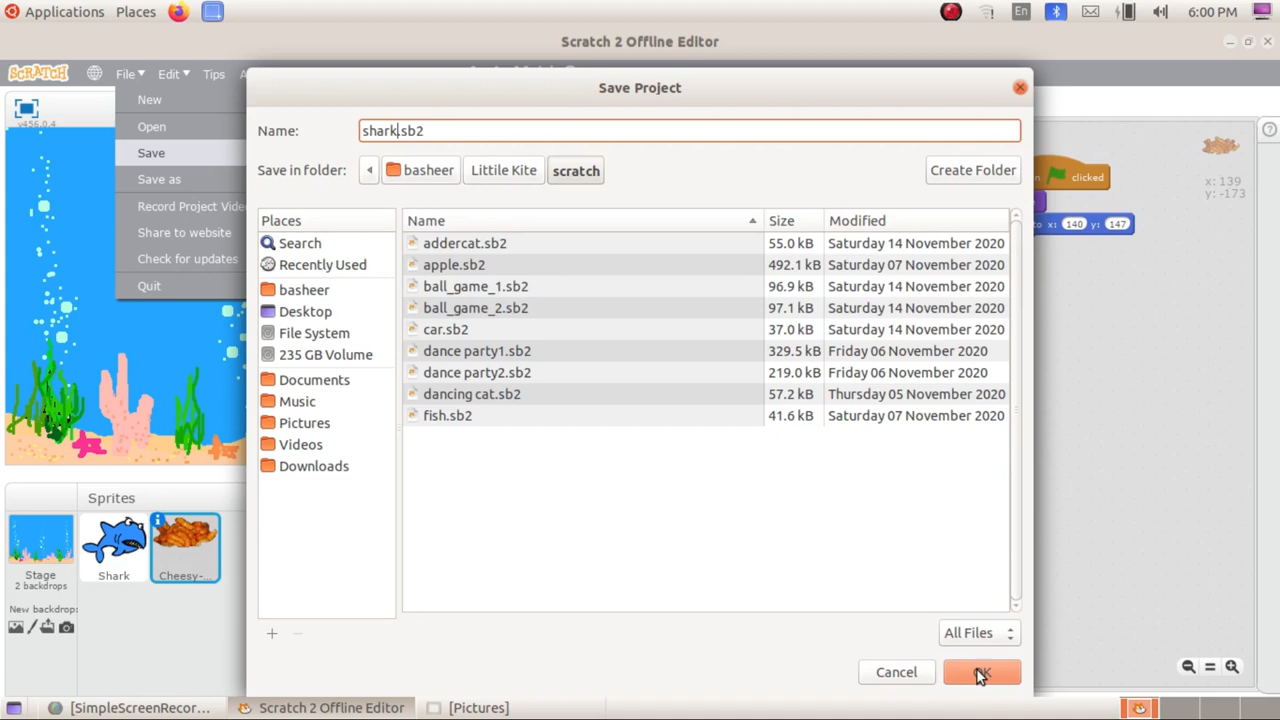 Applications Places En 6:00 PM
Scratch 2 Offline Editor
SCRATCH File Edit Tips
Save Project
New
Open
Save
Save as
Record Project Vide
Share to website
Check for updates
Quit
v456.0.4
Name: shark.sb2
Save in folder: basheer Littile Kite scratch Create Folder
Places
Search
Recently Used
basheer
Desktop
File System
235 GB Volume
Documents
Music
Pictures
Videos
Downloads
Name Size Modified
addercat.sb2 55.0 kB Saturday 14 November 2020
apple.sb2 492.1 kB Saturday 07 November 2020
ball_game_1.sb2 96.9 kB Saturday 14 November 2020
ball_game_2.sb2 97.1 kB Saturday 14 November 2020
car.sb2 37.0 kB Saturday 14 November 2020
dance party1.sb2 329.5 kB Friday 06 November 2020
dance party2.sb2 219.0 kB Friday 06 November 2020
dancing cat.sb2 57.2 kB Thursday 05 November 2020
fish.sb2 41.6 kB Saturday 07 November 2020
All Files
Cancel OK
clicked
to x: 140 y: 147
x: 139
y: -173
Sprites
Stage
2 backdrops
New backdrop:
Shark
Cheesy-...
[SimpleScreenRecor... Scratch 2 Offline Editor [Pictures]